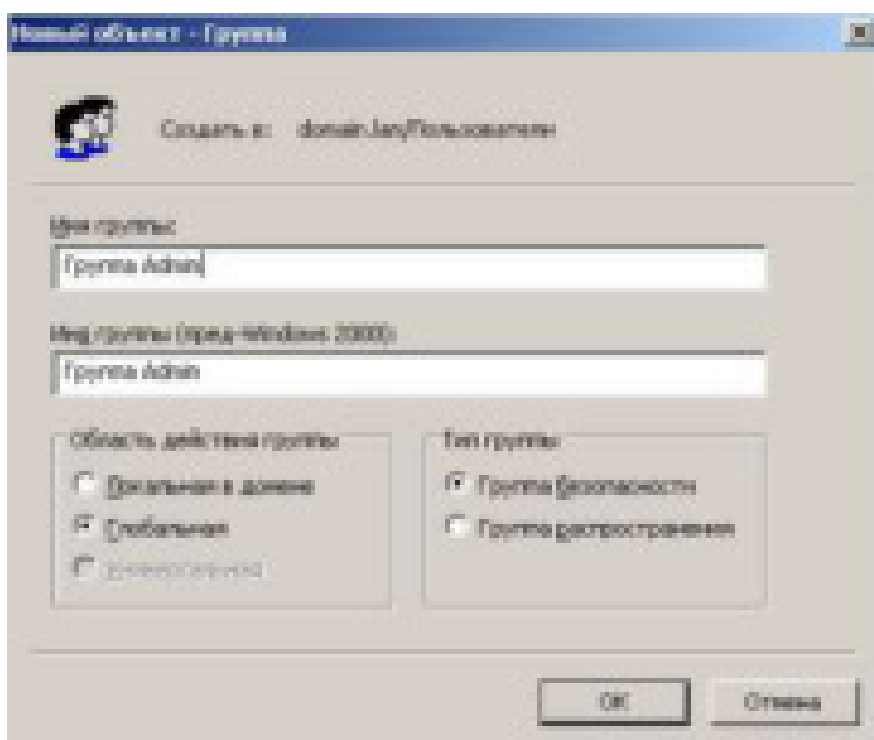 Новый объект - Группа
Создать в: domain.lan/Пользователи
Имя группы:
Группа Admin
Имя группы (пред-Windows 2000):
Группа Admin
Область действия группы
Локальная в домене
Глобальная
Универсальная
Тип группы
Группа безопасности
Группа распространения
OK
Отмена